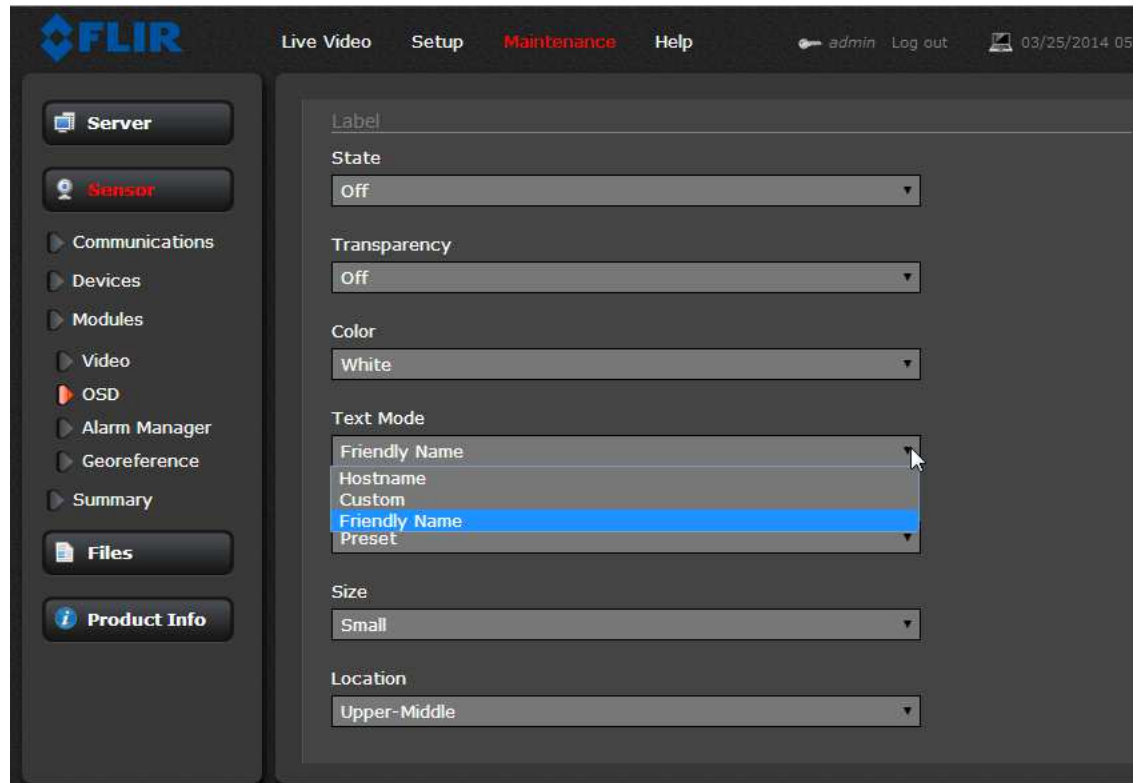 FLIR
Live Video Setup Maintenance Help admin Log out 03/25/2014 05
Server
Sensor
Communications
Devices
Modules
Video
OSD
Alarm Manager
Georeference
Summary
Files
Product Info
Label
State
Off
Transparency
Off
Color
White
Text Mode
Friendly Name
Hostname
Custom
Friendly Name
Preset
Size
Small
Location
Upper-Middle